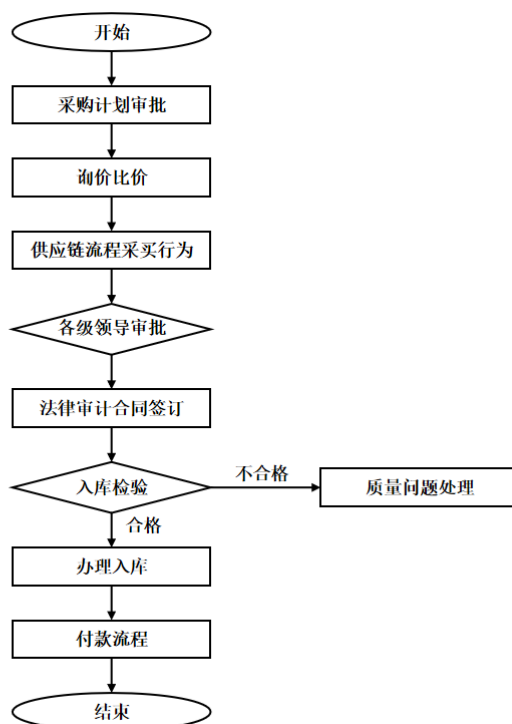 开始
采购计划审批
询价比价
供应链流程采买行为
各级领导审批
法律审计合同签订
入库检验
不合格
质量问题处理
合格
办理入库
付款流程
结束